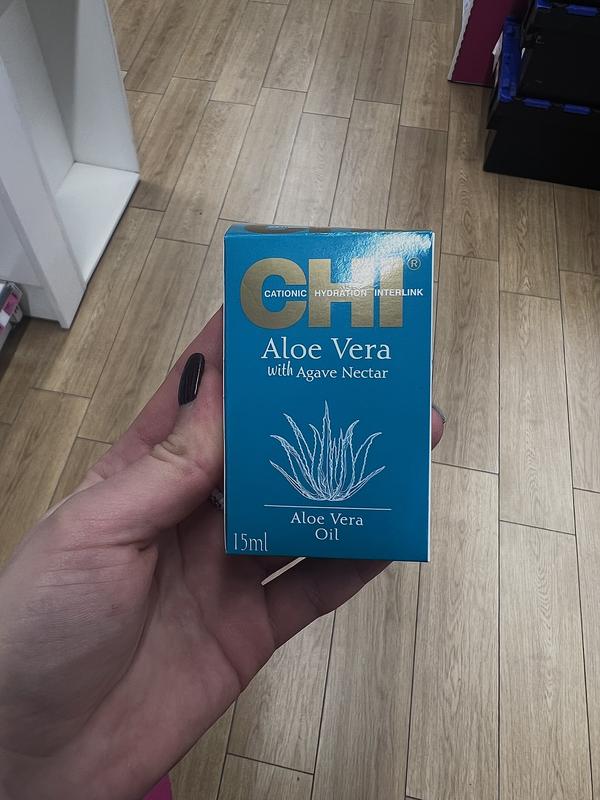 CHI®
CATIONIC HYDRATION INTERLINK
Aloe Vera
with Agave Nectar
Aloe Vera
Oil
15ml